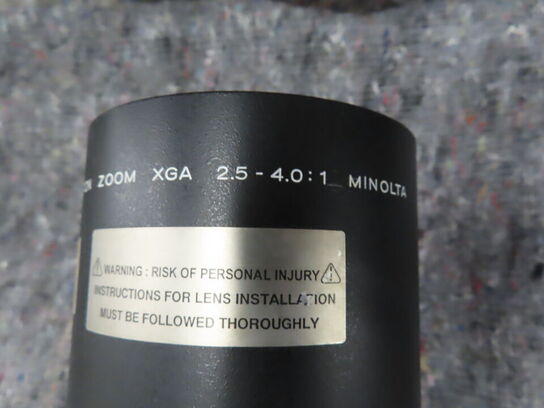 ZOOM XGA 2.5 - 4.0:1 MINOLTA
WARNING : RISK OF PERSONAL INJURY
INSTRUCTIONS FOR LENS INSTALLATION
MUST BE FOLLOWED THOROUGHLY